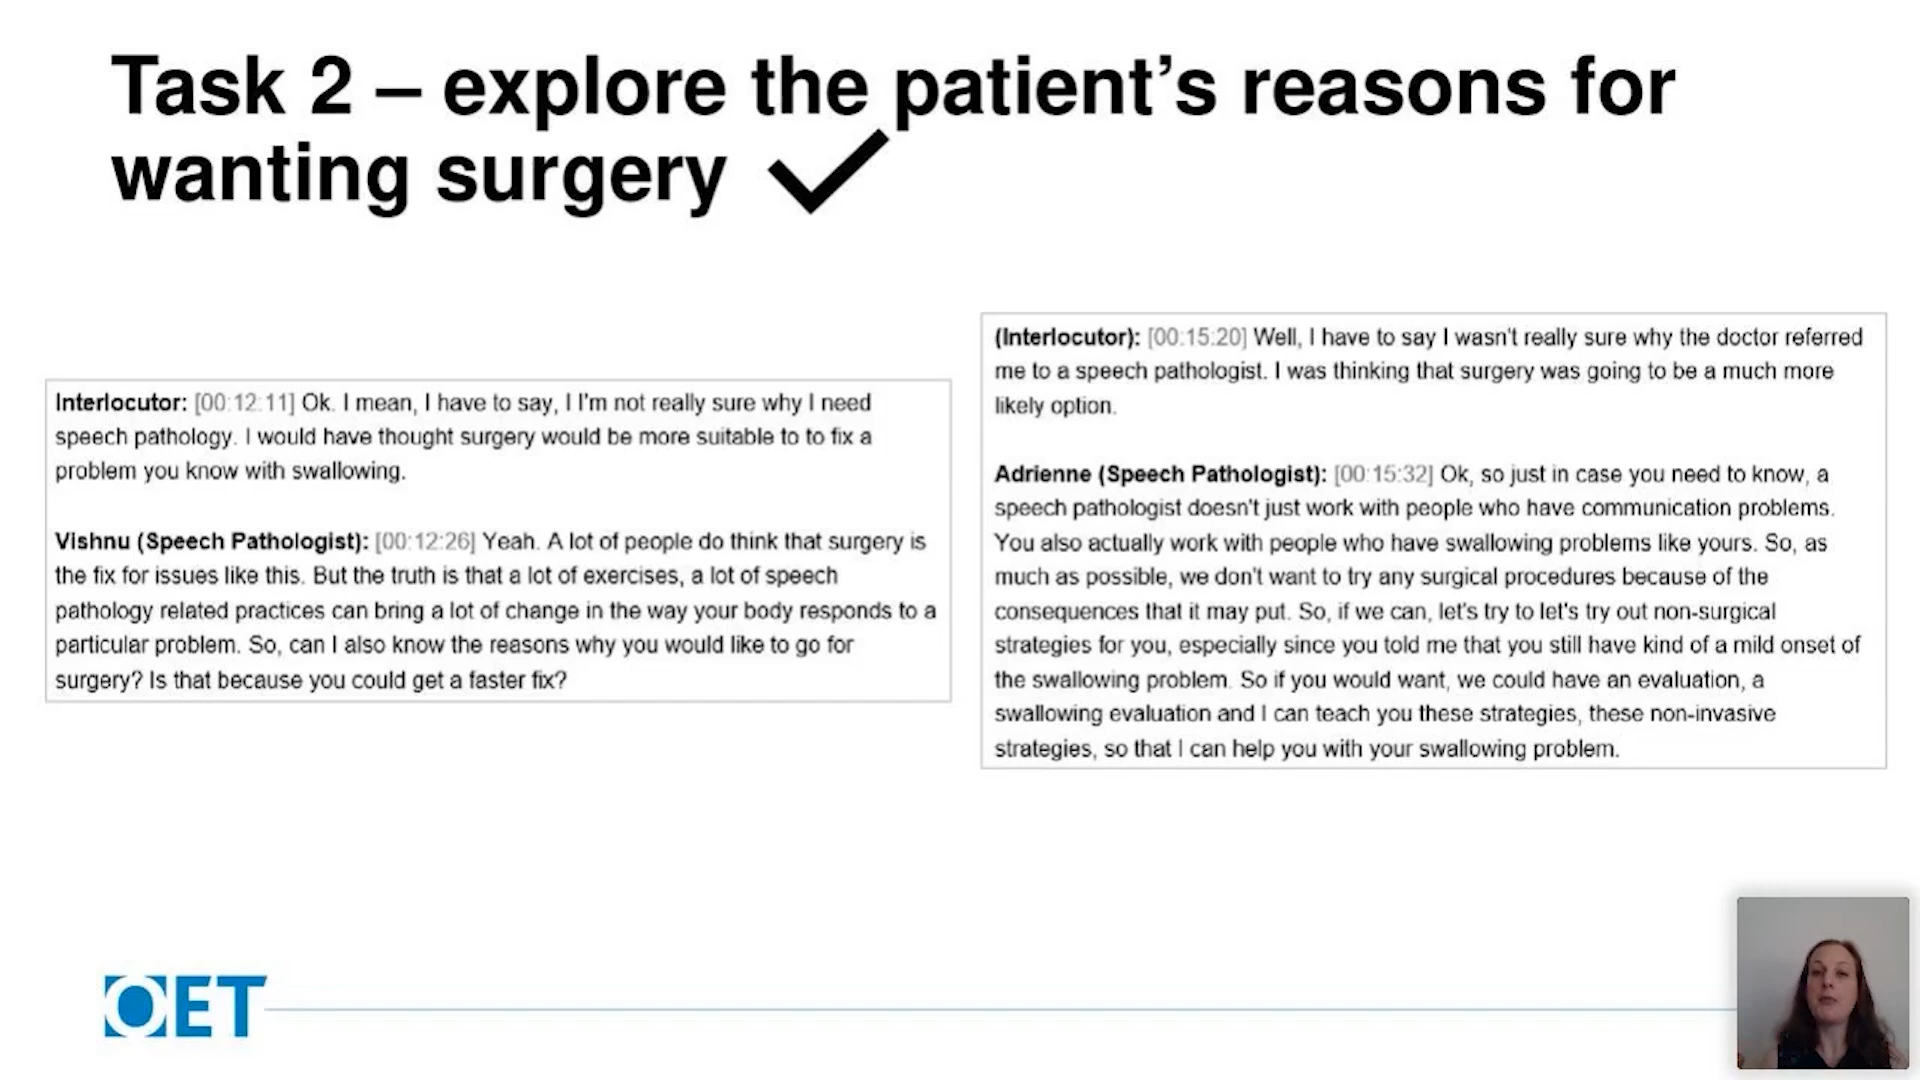 Task 2 – explore the patient's reasons for
wanting surgery
Interlocutor: [00:12:11] Ok. I mean, I have to say, I I'm not really sure why I need
speech pathology. I would have thought surgery would be more suitable to to fix a
problem you know with swallowing.
Vishnu (Speech Pathologist): [00:12:26] Yeah. A lot of people do think that surgery is
the fix for issues like this. But the truth is that a lot of exercises, a lot of speech
pathology related practices can bring a lot of change in the way your body responds to a
particular problem. So, can I also know the reasons why you would like to go for
surgery? Is that because you could get a faster fix?
(Interlocutor): [00:15:20] Well, I have to say I wasn't really sure why the doctor referred
me to a speech pathologist. I was thinking that surgery was going to be a much more
likely option.
Adrienne (Speech Pathologist): [00:15:32] Ok, so just in case you need to know, a
speech pathologist doesn't just work with people who have communication problems.
You also actually work with people who have swallowing problems like yours. So, as
much as possible, we don't want to try any surgical procedures because of the
consequences that it may put. So, if we can, let's try to let's try out non-surgical
strategies for you, especially since you told me that you still have kind of a mild onset of
the swallowing problem. So if you would want, we could have an evaluation, a
swallowing evaluation and I can teach you these strategies, these non-invasive
strategies, so that I can help you with your swallowing problem.
OET